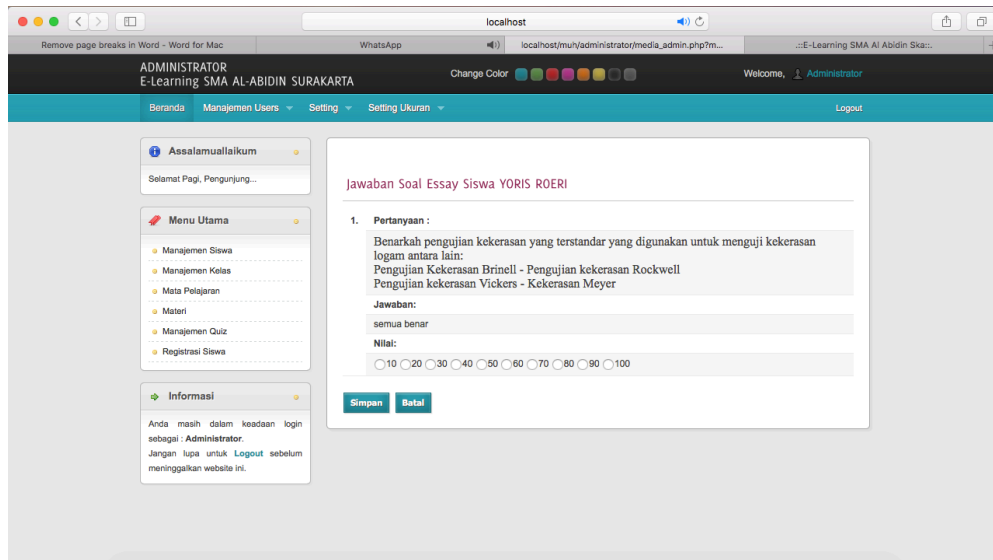 localhost
Remove page breaks in Word - Word for Mac
WhatsApp
localhost/muh/administrator/media_admin.php?m...
.::E-Learning SMA Al Abidin Ska::.
ADMINISTRATOR
E-Learning SMA AL-ABIDIN SURAKARTA
Change Color
Welcome, Administrator
Beranda Manajemen Users Setting Setting Ukuran Logout
Assalamuallaikum
Selamat Pagi, Pengunjung...
Menu Utama
Manajemen Siswa
Manajemen Kelas
Mata Pelajaran
Materi
Manajemen Quiz
Registrasi Siswa
Informasi
Anda masih dalam keadaan login
sebagai : Administrator.
Jangan lupa untuk Logout sebelum
meninggalkan website ini.
Jawaban Soal Essay Siswa YORIS ROERI
1. Pertanyaan :
Benarkah pengujian kekerasan yang terstandar yang digunakan untuk menguji kekerasan
logam antara lain:
Pengujian Kekerasan Brinell - Pengujian kekerasan Rockwell
Pengujian kekerasan Vickers - Kekerasan Meyer
Jawaban:
semua benar
Nilai:
10 20 30 40 50 60 70 80 90 100
Simpan Batal